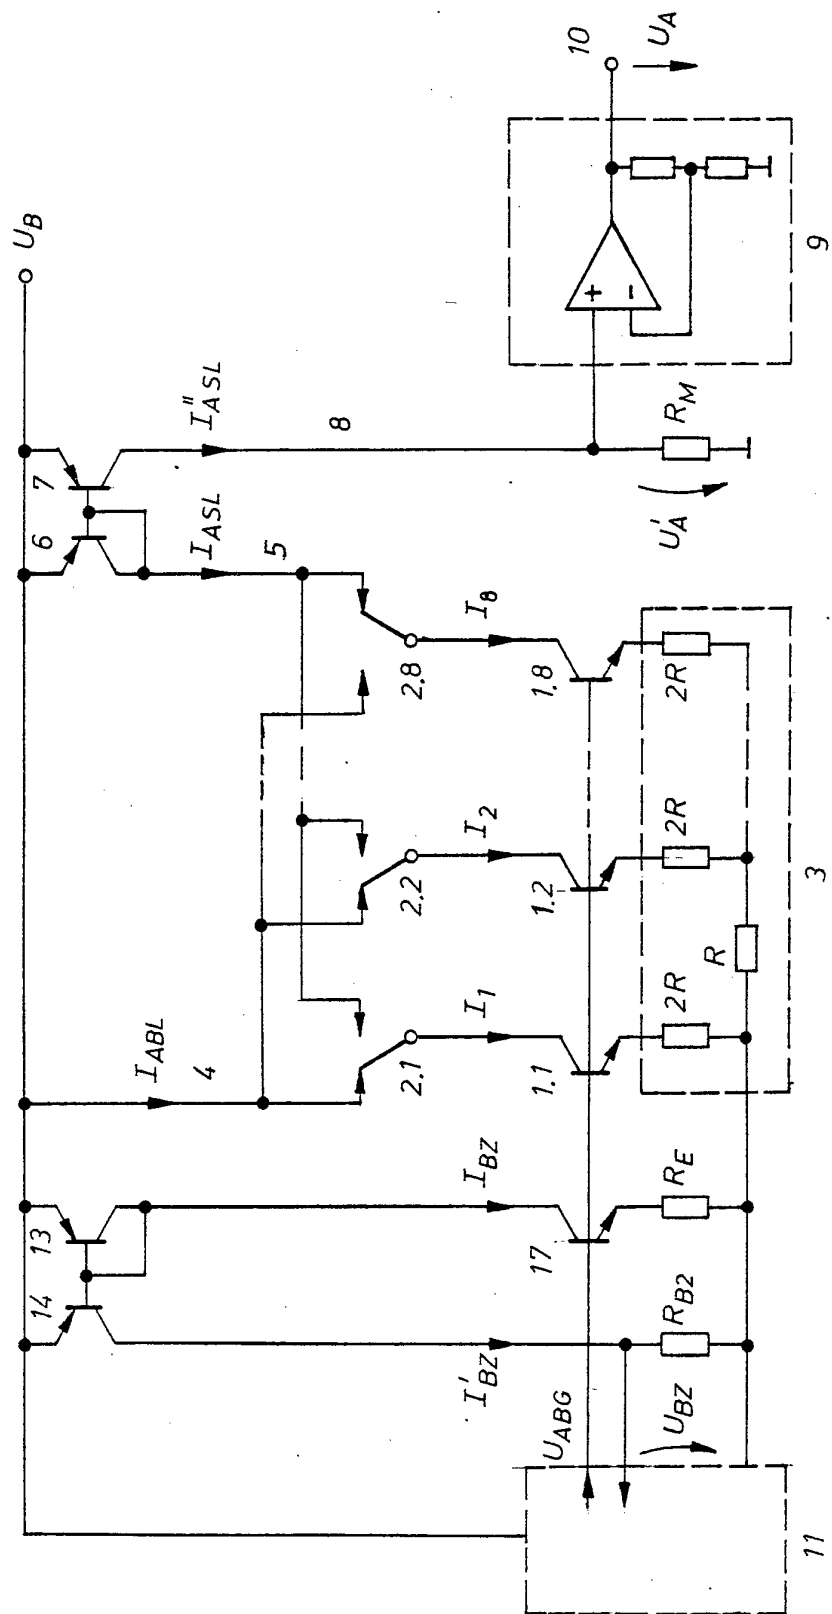 U_B
14
13
6
7
I_ABL
4
I_ASL
I''_ASL
5
8
2.1
2.2
2.8
I'_BZ
I_BZ
I_1
I_2
I_8
U_ABG
17
1.1
1.2
1.8
U_BZ
R_B2
R_E
2R
R
2R
2R
U'_A
R_M
+
-
10
U_A
11
3
9